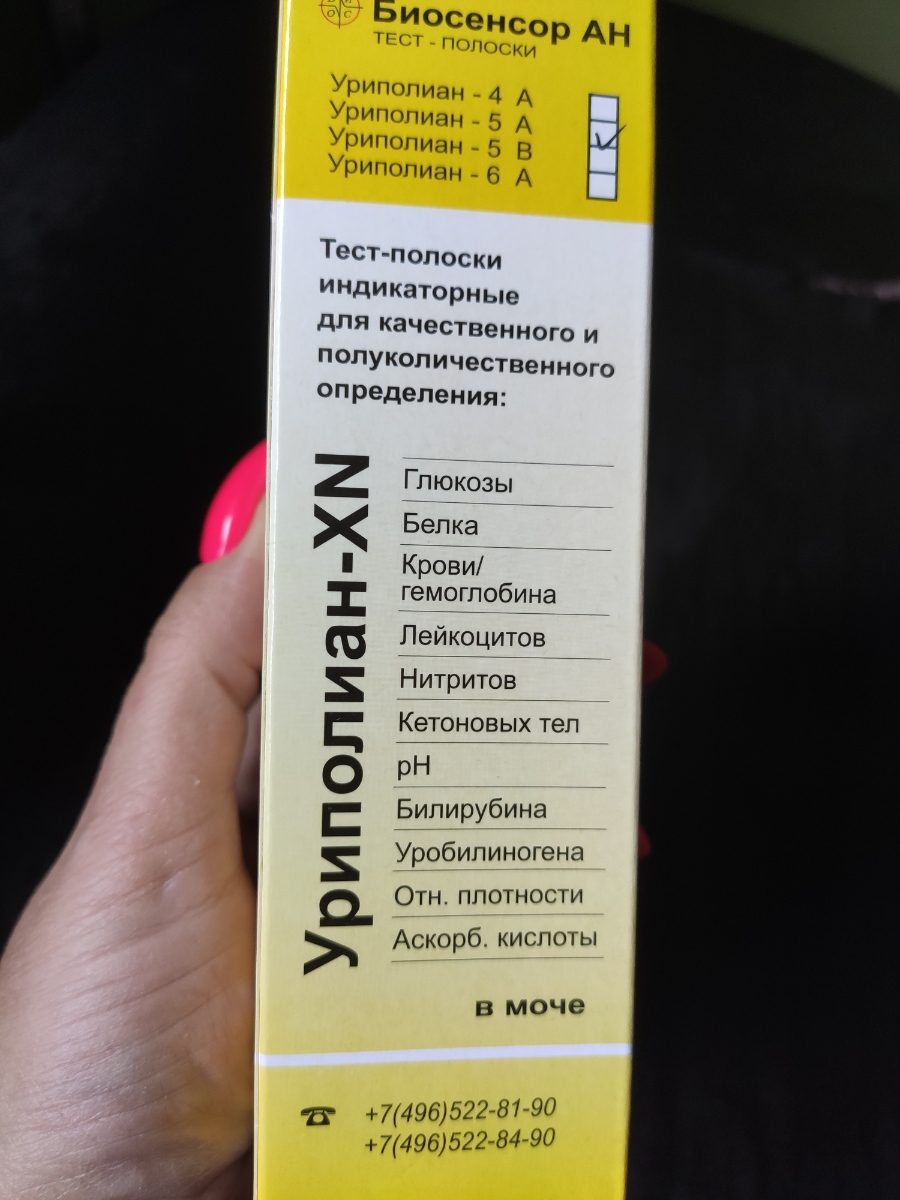 Биосенсор АН
ТЕСТ - ПОЛОСКИ
Уриполиан - 4 А
Уриполиан - 5 А
Уриполиан - 5 В
Уриполиан - 6 А
Тест-полоски
индикаторные
для качественного и
полуколичественного
определения:
Уриполиан-XN
Глюкозы
Белка
Крови/
гемоглобина
Лейкоцитов
Нитритов
Кетоновых тел
pH
Билирубина
Уробилиногена
Отн. плотности
Аскорб. кислоты
в моче
+7(496)522-81-90
+7(496)522-84-90